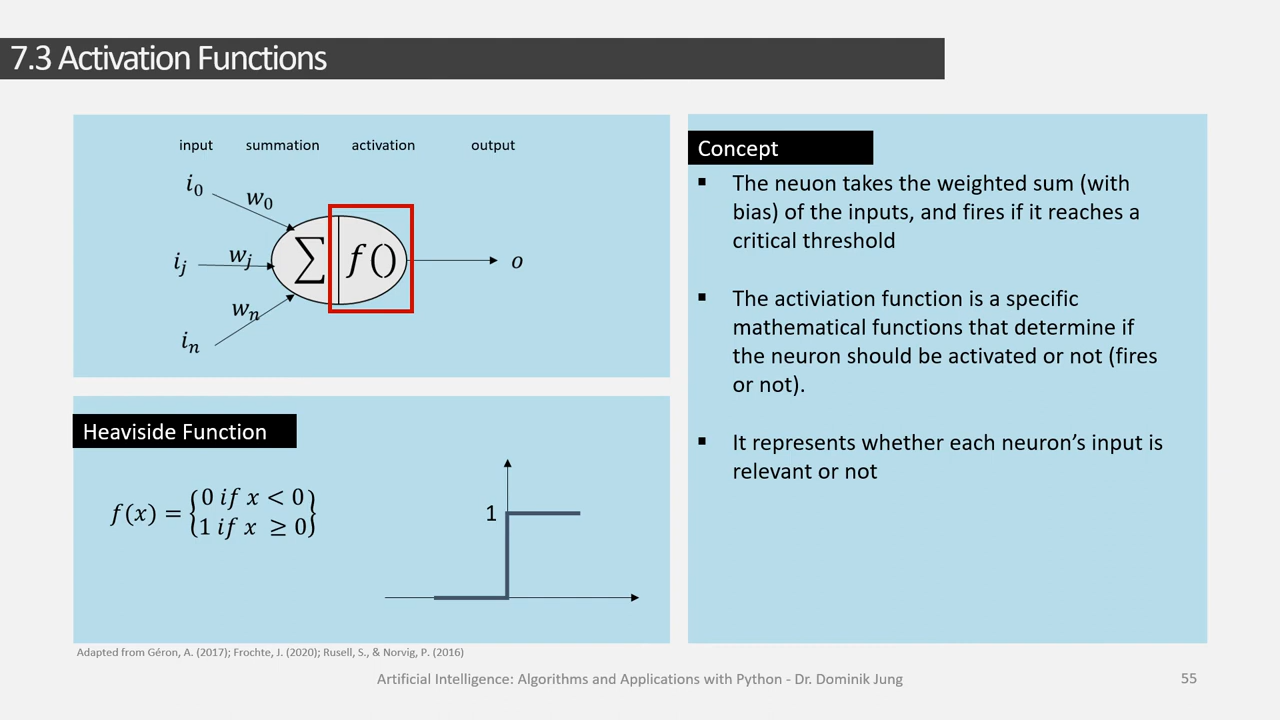 7.3 Activation Functions
input summation activation output
i₀ w₀
iⱼ wⱼ ∑ f() o
wₙ
iₙ
Heaviside Function
f(x) = {0 if x < 0
1 if x ≥ 0}
1
Adapted from Géron, A. (2017); Frochte, J. (2020); Rusell, S., & Norvig, P. (2016)
Concept
▪ The neuon takes the weighted sum (with
bias) of the inputs, and fires if it reaches a
critical threshold
▪ The activiation function is a specific
mathematical functions that determine if
the neuron should be activated or not (fires
or not).
▪ It represents whether each neuron’s input is
relevant or not
Artificial Intelligence: Algorithms and Applications with Python - Dr. Dominik Jung
55